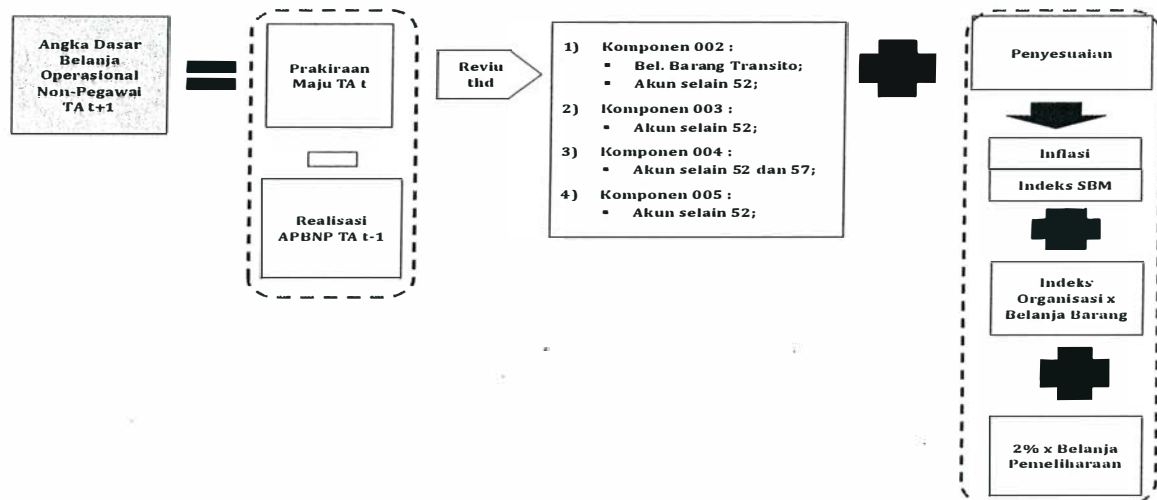 Angka Dasar
Belanja
Operasional
Non-Pegawai
TA t+1
Prakiraan
Maju TA t
Realisasi
APBNP TA t-1
Reviu
thd
1) Komponen 002 :
▪ Bel. Barang Transito;
▪ Akun selain 52;
2) Komponen 003 :
▪ Akun selain 52;
3) Komponen 004 :
▪ Akun selain 52 dan 57;
4) Komponen 005 :
▪ Akun selain 52;
Penyesuaian
Inflasi
Indeks SBM
Indeks
Organisasi x
Belanja Barang
2% x Belanja
Pemeliharaan